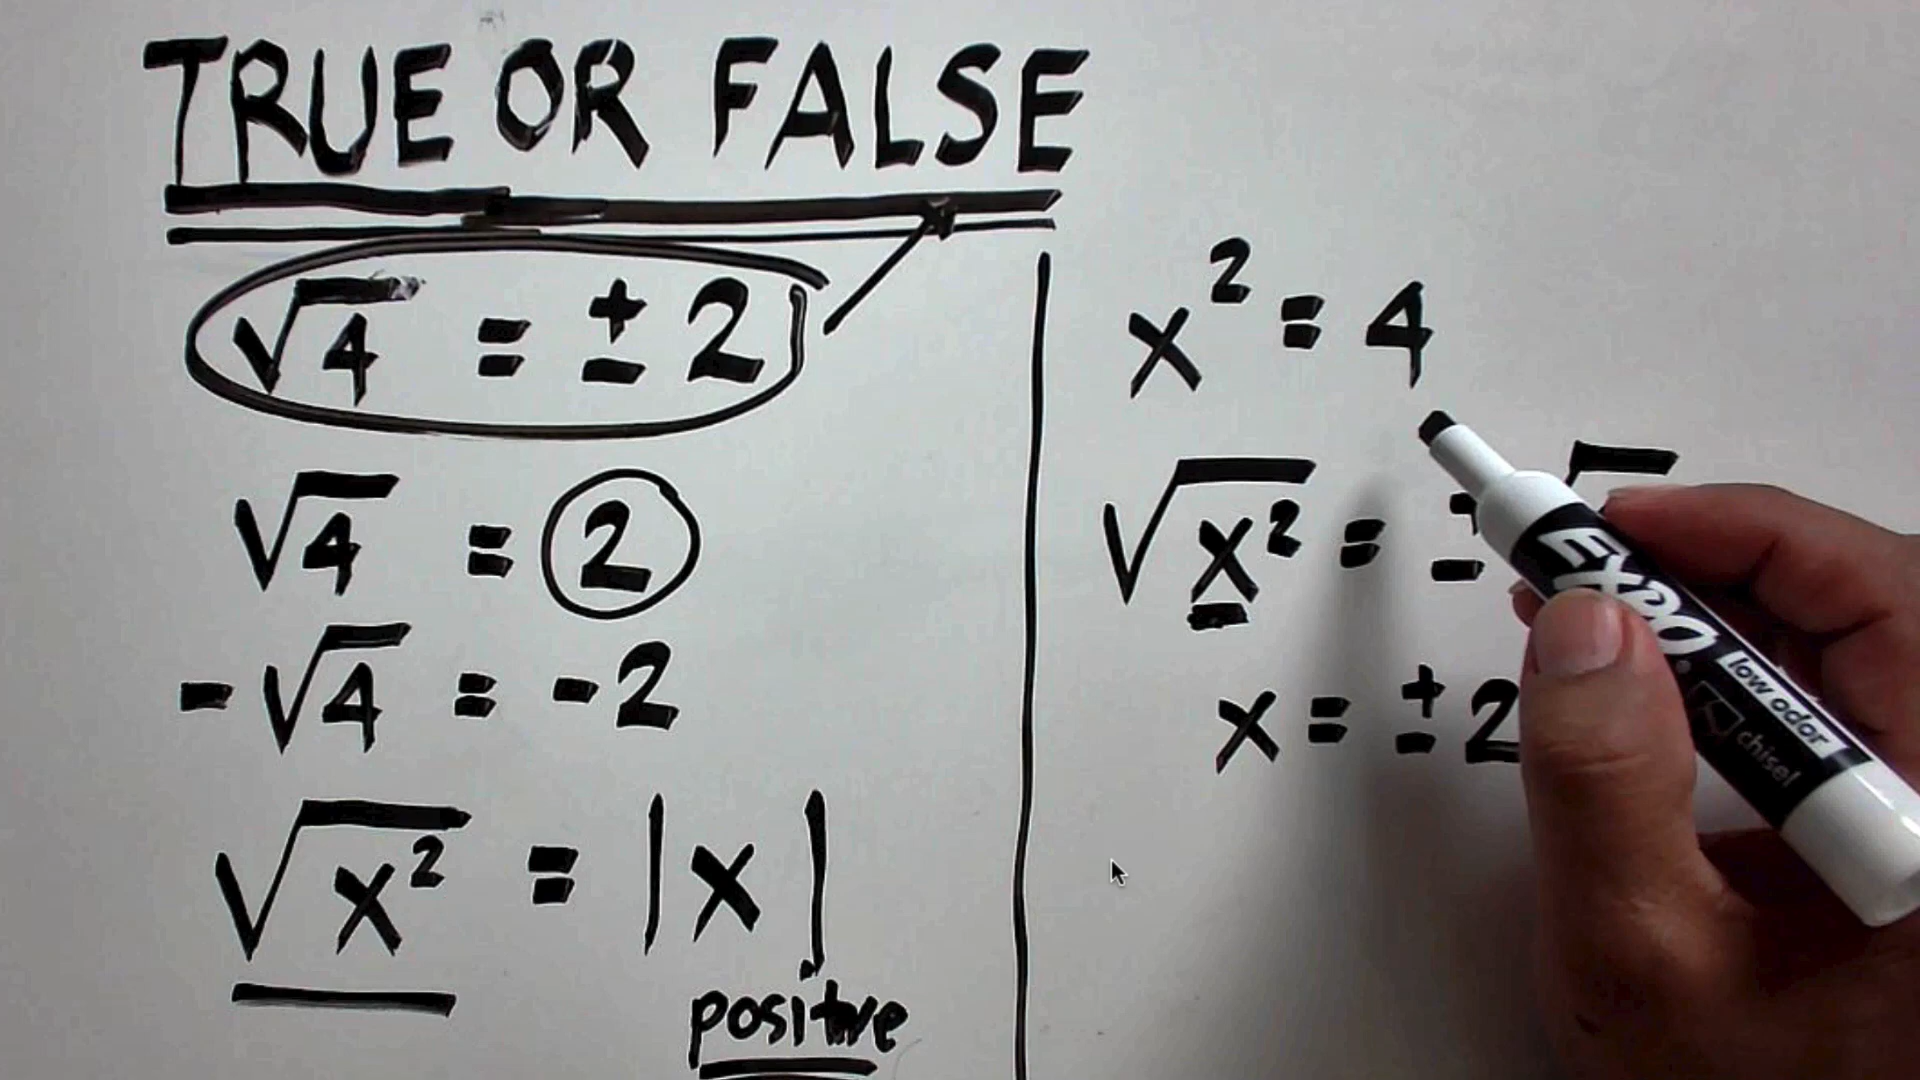 TRUE OR FALSE
√4 = ± 2
√4 = 2
-√4 = -2
√x² = |x|
positive
x² = 4
√x² = ± √
x = ± 2
EXPO
low odor
chisel